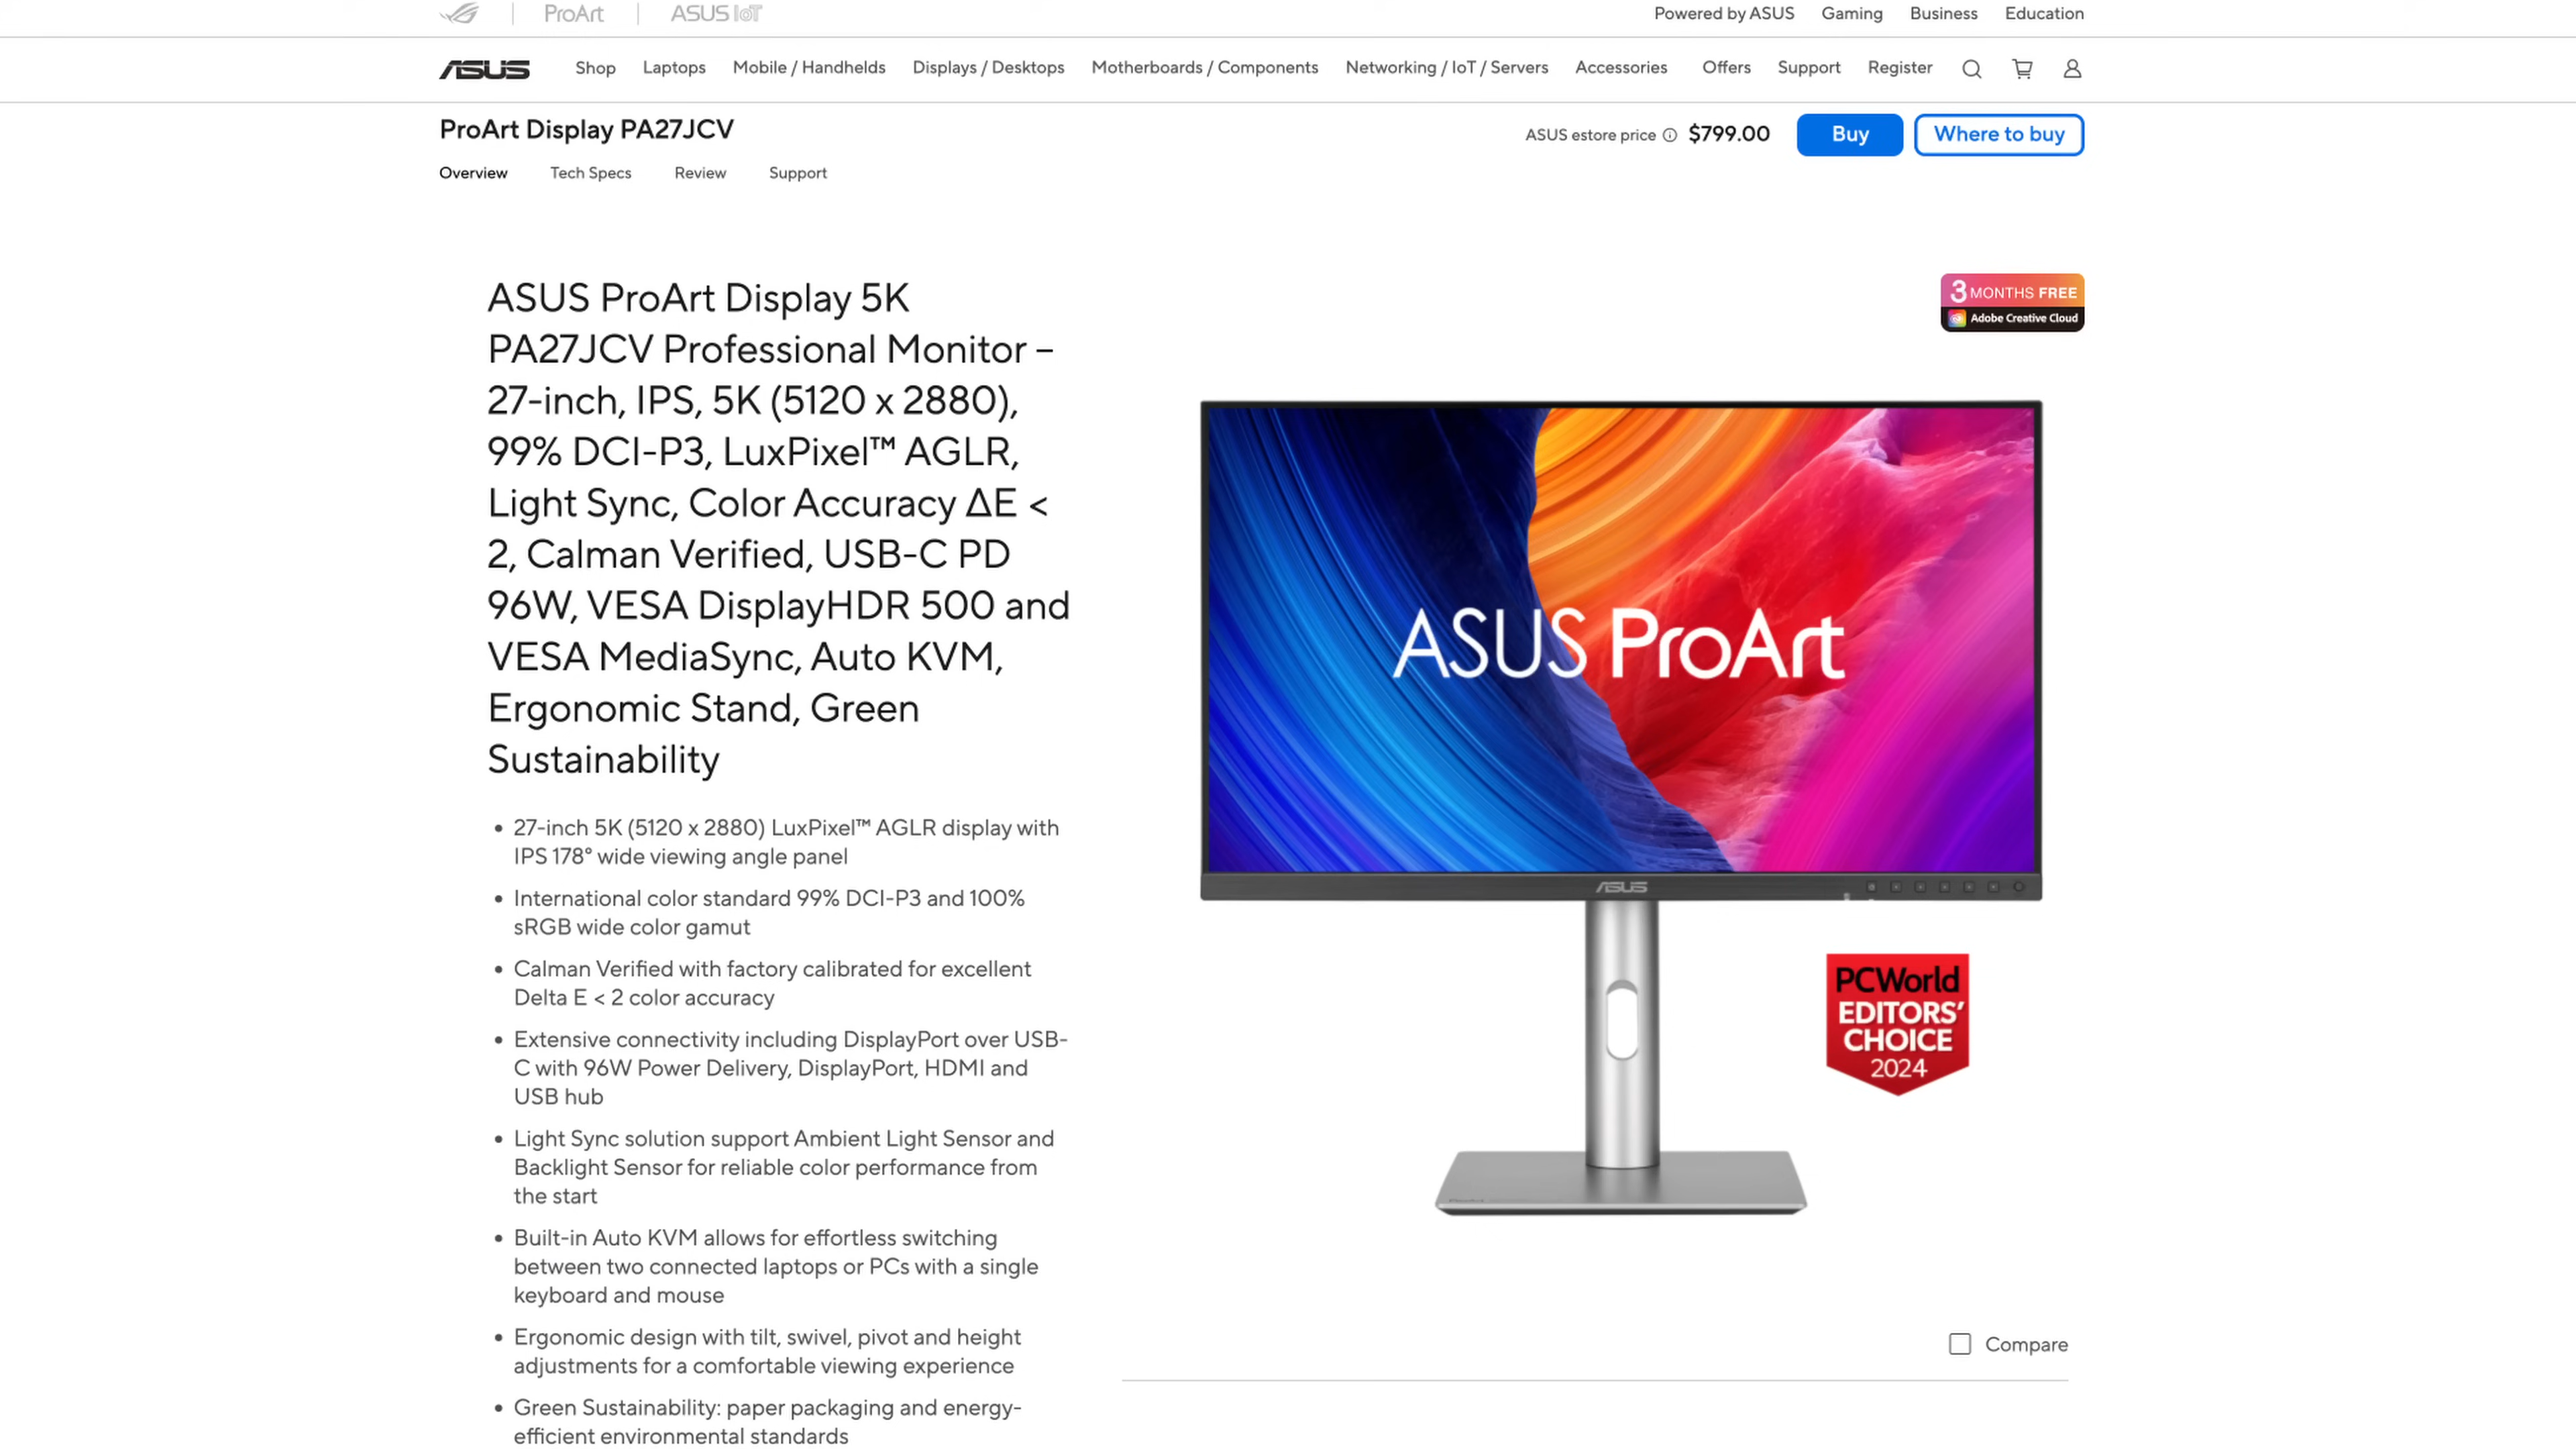 ProArt
ASUS IoT
Powered by ASUS
Gaming
Business
Education
ASUS
Shop
Laptops
Mobile / Handhelds
Displays / Desktops
Motherboards / Components
Networking / IoT / Servers
Accessories
Offers
Support
Register
ProArt Display PA27JCV
ASUS estore price
$799.00
Buy
Where to buy
Overview
Tech Specs
Review
Support
ASUS ProArt Display 5K
PA27JCV Professional Monitor –
27-inch, IPS, 5K (5120 x 2880),
99% DCI-P3, LuxPixel™ AGLR,
Light Sync, Color Accuracy ΔE <
2, Calman Verified, USB-C PD
96W, VESA DisplayHDR 500 and
VESA MediaSync, Auto KVM,
Ergonomic Stand, Green
Sustainability
• 27-inch 5K (5120 x 2880) LuxPixel™ AGLR display with
IPS 178° wide viewing angle panel
• International color standard 99% DCI-P3 and 100%
sRGB wide color gamut
• Calman Verified with factory calibrated for excellent
Delta E < 2 color accuracy
• Extensive connectivity including DisplayPort over USB-
C with 96W Power Delivery, DisplayPort, HDMI and
USB hub
• Light Sync solution support Ambient Light Sensor and
Backlight Sensor for reliable color performance from
the start
• Built-in Auto KVM allows for effortless switching
between two connected laptops or PCs with a single
keyboard and mouse
• Ergonomic design with tilt, swivel, pivot and height
adjustments for a comfortable viewing experience
• Green Sustainability: paper packaging and energy-
efficient environmental standards
3 MONTHS FREE
Adobe Creative Cloud
ASUS ProArt
ASUS
PCWorld
EDITORS'
CHOICE
2024
Compare